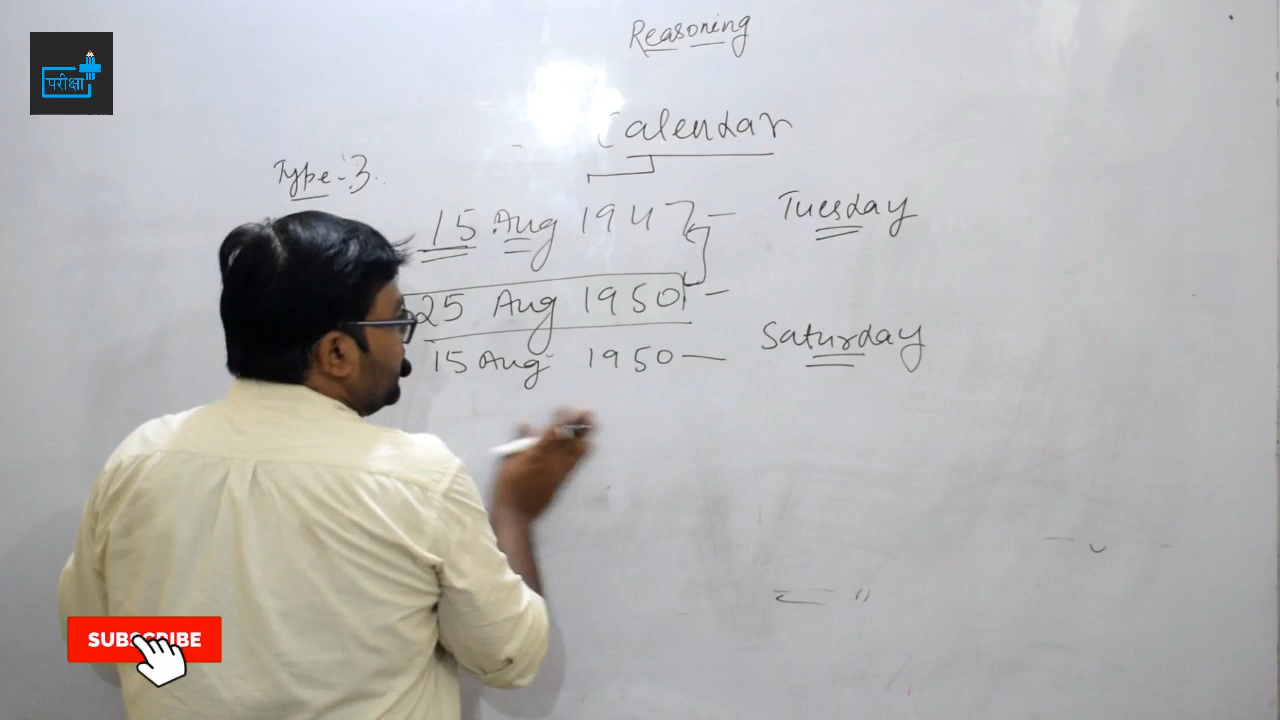 Reasoning
परीक्षा
Calendar
Type-3.
15 Aug 1947 - Tuesday
25 Aug 1950 -
15 Aug 1950 - Saturday
SUBSCRIBE